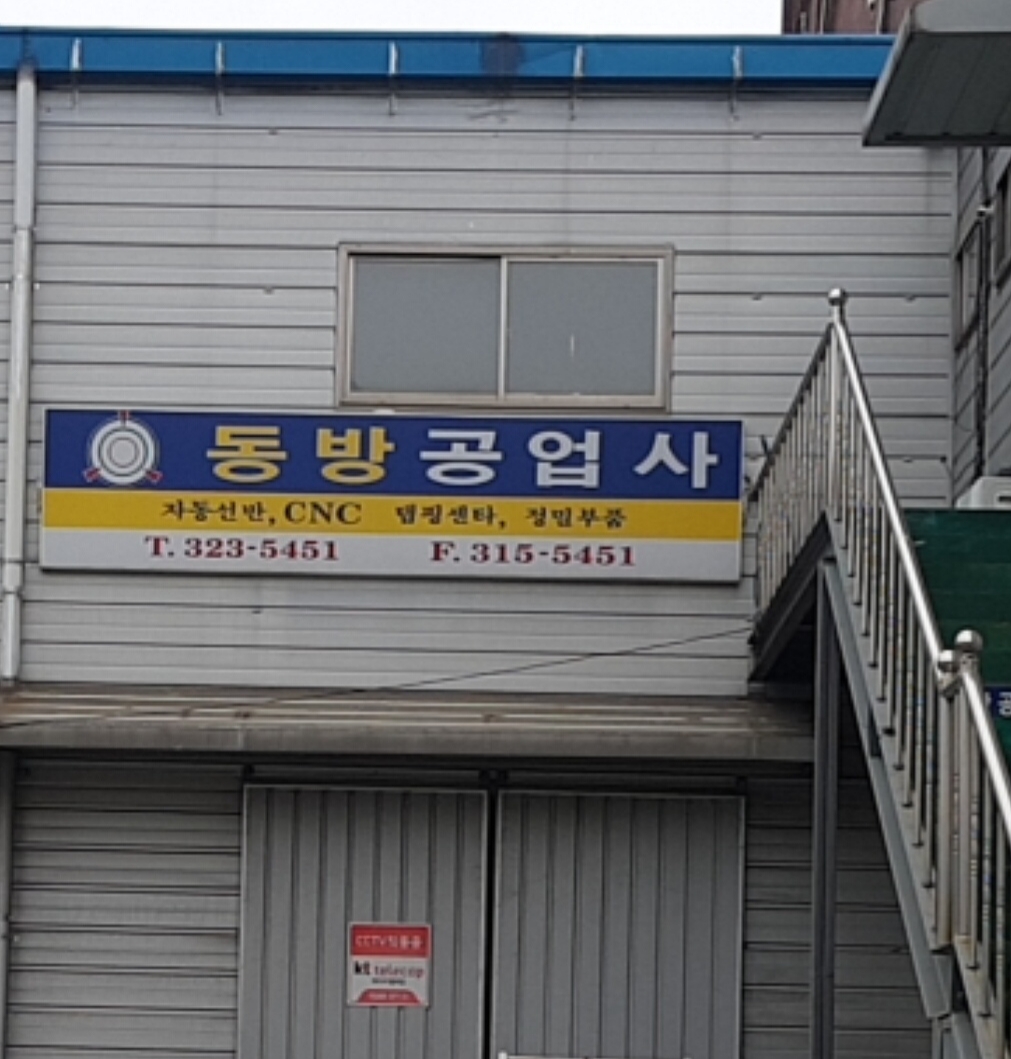 동방공업사
자동선반, CNC 탭핑센타, 정밀부품
T. 323-5451 F. 315-5451
CCTV작동중
kt telecop
공